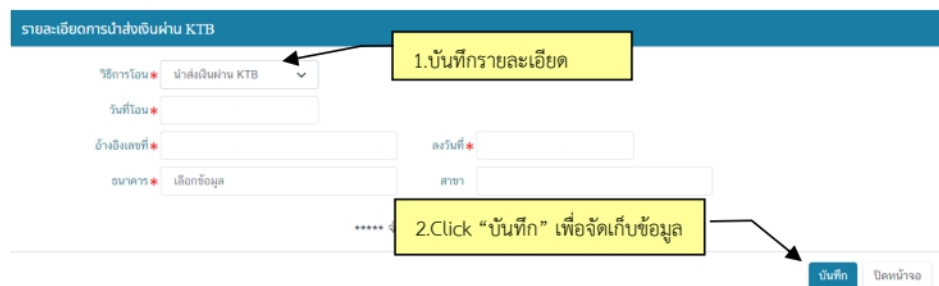 รายละเอียดการนำส่งเงินผ่าน KTB
1.บันทึกรายละเอียด
วิธีการโอน* นำส่งเงินผ่าน KTB
วันที่โอน*
อ้างอิงเลขที่* ลงวันที่*
ธนาคาร* เลือกข้อมูล สาขา
*****
2.Click “บันทึก” เพื่อจัดเก็บข้อมูล
บันทึก ปิดหน้าจอ